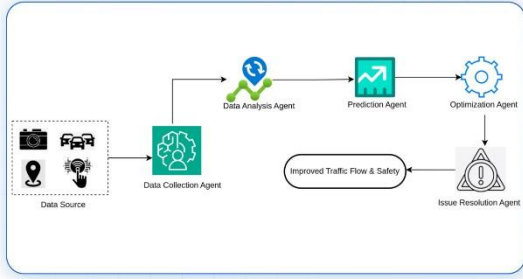 Data Analysis Agent
Prediction Agent
Optimization Agent
Data Source
Data Collection Agent
Improved Traffic Flow & Safety
Issue Resolution Agent